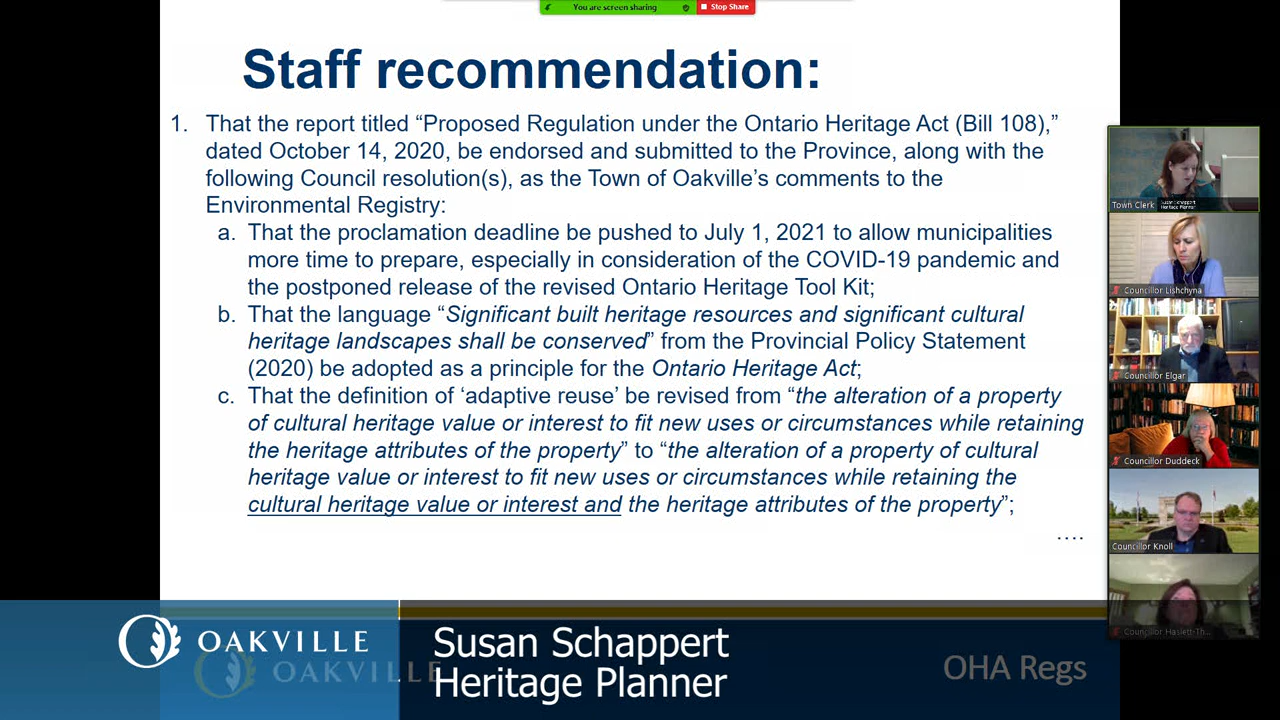 You are screen sharing
Stop Share
Staff recommendation:
1. That the report titled “Proposed Regulation under the Ontario Heritage Act (Bill 108),”
dated October 14, 2020, be endorsed and submitted to the Province, along with the
following Council resolution(s), as the Town of Oakville’s comments to the
Environmental Registry:
a. That the proclamation deadline be pushed to July 1, 2021 to allow municipalities
more time to prepare, especially in consideration of the COVID-19 pandemic and
the postponed release of the revised Ontario Heritage Tool Kit;
b. That the language “Significant built heritage resources and significant cultural
heritage landscapes shall be conserved” from the Provincial Policy Statement
(2020) be adopted as a principle for the Ontario Heritage Act;
c. That the definition of ‘adaptive reuse’ be revised from “the alteration of a property
of cultural heritage value or interest to fit new uses or circumstances while retaining
the heritage attributes of the property” to “the alteration of a property of cultural
heritage value or interest to fit new uses or circumstances while retaining the
cultural heritage value or interest and the heritage attributes of the property”;
....
Town Clerk
Susan Schappert
Heritage Planner
Councillor Lishchyna
Councillor Elgar
Councillor Duddeck
Councillor Knoll
Councillor Haslett-Th...
OAKVILLE
OAKVILLE
Susan Schappert
Heritage Planner
OHA Regs